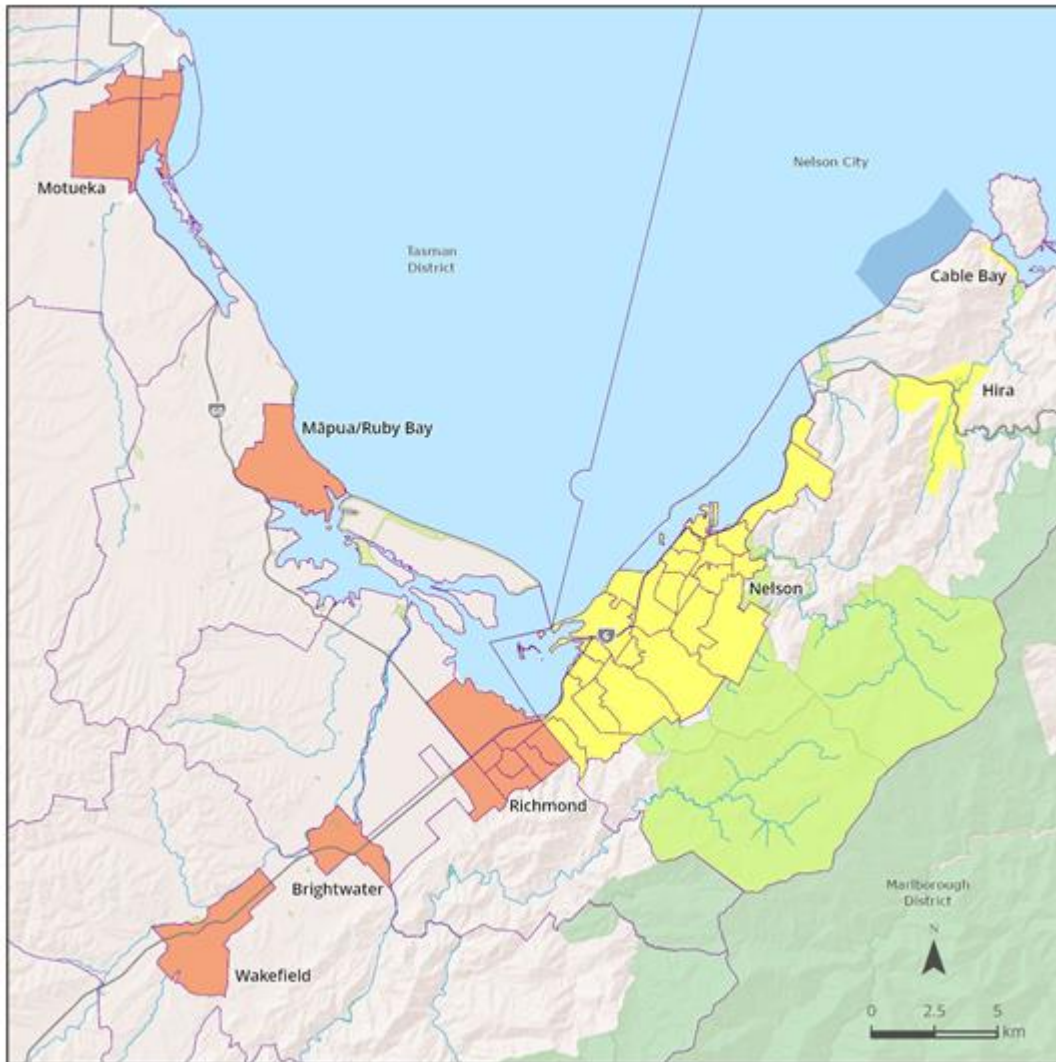 Nelson City
Motueka
Tasman
District
Cable Bay
Hira
Māpua/Ruby Bay
Nelson
6
Richmond
Brightwater
Marlborough
District
N
Wakefield
0 2.5 5
km